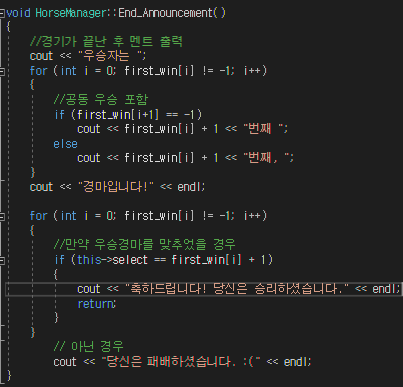 void HorseManager::End_Announcement()
{
//경기가 끝난 후 멘트 출력
cout << "우승자는 ";
for (int i = 0; first_win[i] != -1; i++)
{
//공동 우승 포함
if (first_win[i+1] == -1)
cout << first_win[i] + 1 << "번째 ";
else
cout << first_win[i] + 1 << "번째, ";
}
cout << "경마입니다!" << endl;
for (int i = 0; first_win[i] != -1; i++)
{
//만약 우승경마를 맞추었을 경우
if (this->select == first_win[i] + 1)
{
cout << "축하드립니다! 당신은 승리하셨습니다." << endl;
return;
}
}
// 아닌 경우
cout << "당신은 패배하셨습니다. :(" << endl;
}